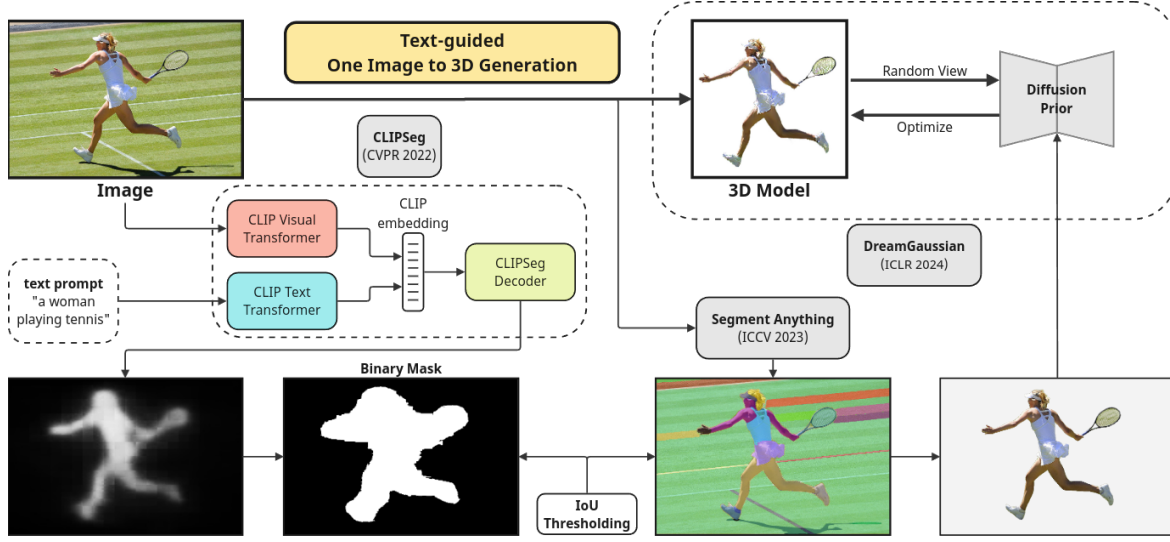 Text-guided
One Image to 3D Generation
Random View
Optimize
Diffusion
Prior
CLIPSeg
(CVPR 2022)
Image
3D Model
CLIP Visual
Transformer
CLIP
embedding
CLIPSeg
Decoder
DreamGaussian
(ICLR 2024)
text prompt
"a woman
playing tennis"
CLIP Text
Transformer
Segment Anything
(ICCV 2023)
Binary Mask
IoU
Thresholding